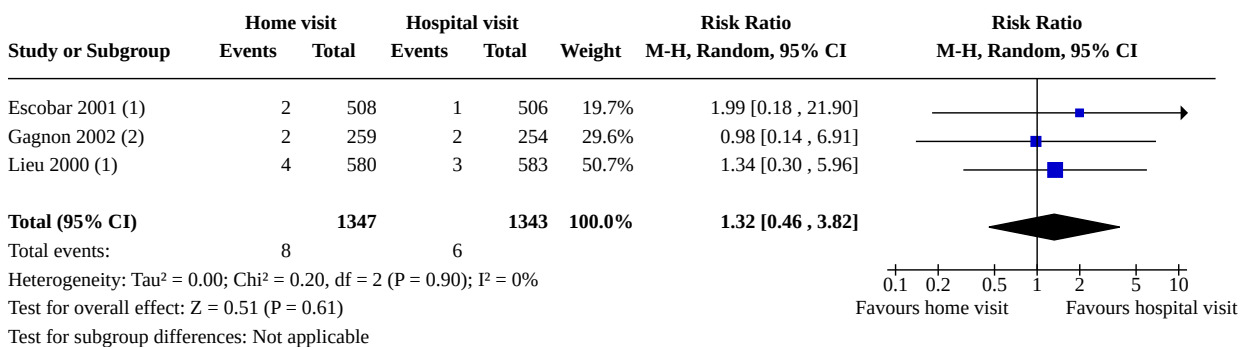 Home visit Hospital visit Risk Ratio Risk Ratio
Study or Subgroup Events Total Events Total Weight M-H, Random, 95% CI M-H, Random, 95% CI
Escobar 2001 (1) 2 508 1 506 19.7% 1.99 [0.18 , 21.90]
Gagnon 2002 (2) 2 259 2 254 29.6% 0.98 [0.14 , 6.91]
Lieu 2000 (1) 4 580 3 583 50.7% 1.34 [0.30 , 5.96]
Total (95% CI) 1347 1343 100.0% 1.32 [0.46 , 3.82]
Total events: 8 6
Heterogeneity: Tau² = 0.00; Chi² = 0.20, df = 2 (P = 0.90); I² = 0%
0.1 0.2 0.5 1 2 5 10
Test for overall effect: Z = 0.51 (P = 0.61) Favours home visit Favours hospital visit
Test for subgroup differences: Not applicable